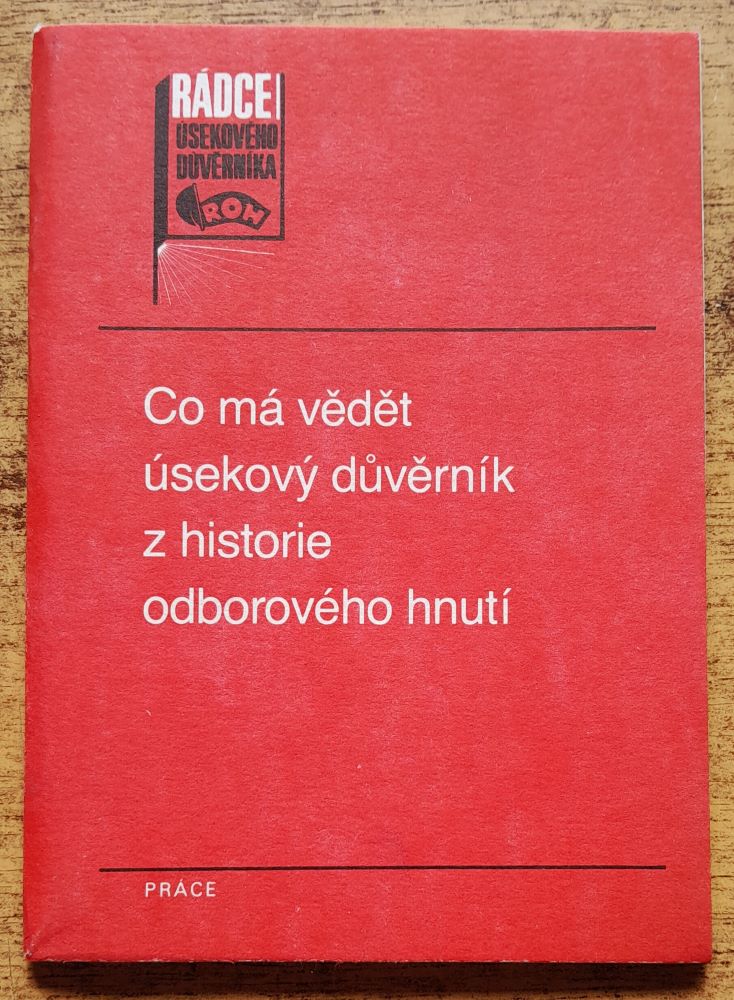 RÁDCE
ÚSEKOVÉHO
DŮVĚRNÍKA
ROH
Co má vědět
úsekový důvěrník
z historie
odborového hnutí
PRÁCE